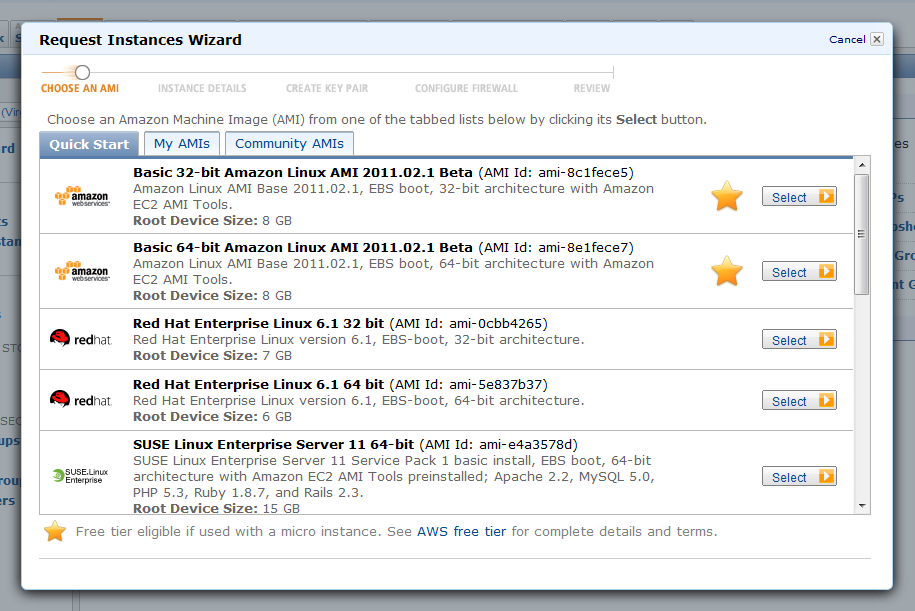 Request Instances Wizard
Cancel
CHOOSE AN AMI
INSTANCE DETAILS
CREATE KEY PAIR
CONFIGURE FIREWALL
REVIEW
Choose an Amazon Machine Image (AMI) from one of the tabbed lists below by clicking its Select button.
Quick Start
My AMIs
Community AMIs
amazon
webservices
Basic 32-bit Amazon Linux AMI 2011.02.1 Beta (AMI Id: ami-8c1fece5)
Amazon Linux AMI Base 2011.02.1, EBS boot, 32-bit architecture with Amazon
EC2 AMI Tools.
Root Device Size: 8 GB
Select
amazon
webservices
Basic 64-bit Amazon Linux AMI 2011.02.1 Beta (AMI Id: ami-8e1fece7)
Amazon Linux AMI Base 2011.02.1, EBS boot, 64-bit architecture with Amazon
EC2 AMI Tools.
Root Device Size: 8 GB
Select
redhat
Red Hat Enterprise Linux 6.1 32 bit (AMI Id: ami-0cbb4265)
Red Hat Enterprise Linux version 6.1, EBS-boot, 32-bit architecture.
Root Device Size: 7 GB
Select
redhat
Red Hat Enterprise Linux 6.1 64 bit (AMI Id: ami-5e837b37)
Red Hat Enterprise Linux version 6.1, EBS-boot, 64-bit architecture.
Root Device Size: 6 GB
Select
SUSE Linux
Enterprise
SUSE Linux Enterprise Server 11 64-bit (AMI Id: ami-e4a3578d)
SUSE Linux Enterprise Server 11 Service Pack 1 basic install, EBS boot, 64-bit
architecture with Amazon EC2 AMI Tools preinstalled; Apache 2.2, MySQL 5.0,
PHP 5.3, Ruby 1.8.7, and Rails 2.3.
Root Device Size: 15 GB
Select
Free tier eligible if used with a micro instance. See AWS free tier for complete details and terms.